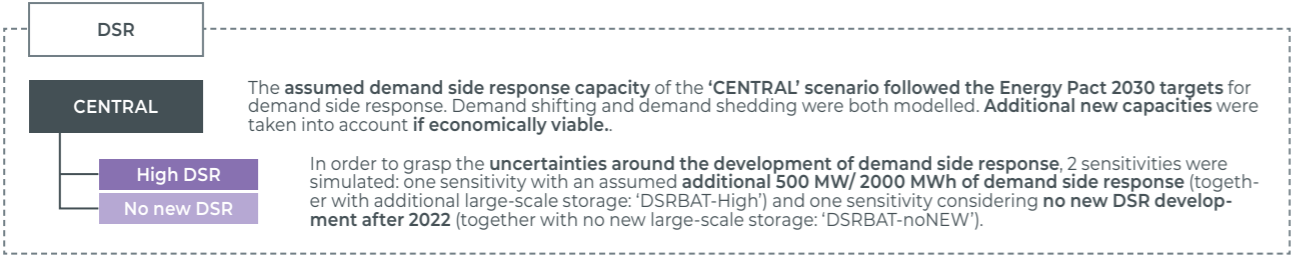 DSR
CENTRAL
The assumed demand side response capacity of the ‘CENTRAL’ scenario followed the Energy Pact 2030 targets for
demand side response. Demand shifting and demand shedding were both modelled. Additional new capacities were
taken into account if economically viable..
High DSR
No new DSR
In order to grasp the uncertainties around the development of demand side response, 2 sensitivities were
simulated: one sensitivity with an assumed additional 500 MW/ 2000 MWh of demand side response (togeth-
er with additional large-scale storage: ‘DSRBAT-High’) and one sensitivity considering no new DSR develop-
ment after 2022 (together with no new large-scale storage: ‘DSRBAT-noNEW’).